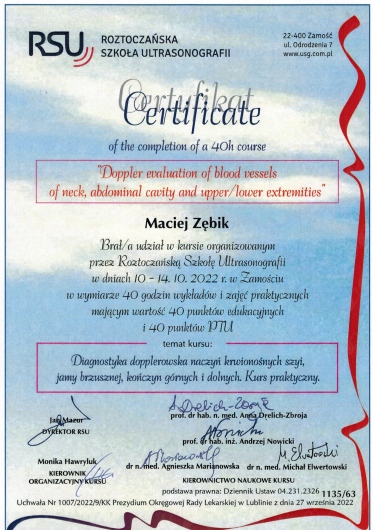 RSU ROZTOCZAŃSKA
SZKOŁA ULTRASONOGRAFII
22-400 Zamość
ul. Odrodzenia 7
www.usg.com.pl
Certyfikat
Certificate
of the completion of a 40h course
"Doppler evaluation of blood vessels
of neck, abdominal cavity and upper/lower extremities"
Maciej Zębik
Brał/a udział w kursie organizowanym
przez Roztoczańską Szkołę Ultrasonografii
w dniach 10 - 14. 10. 2022 r. w Zamościu
w wymiarze 40 godzin wykładów i zajęć praktycznych
mającym wartość 40 punktów edukacyjnych
i 40 punktów PTU
temat kursu:
Diagnostyka dopplerowska naczyń krwionośnych szyi,
jamy brzusznej, kończyn górnych i dolnych. Kurs praktyczny.
A Drelich-Zbroja
Jan Mazur
DYREKTOR RSU
prof. dr hab. n. med. Anna Drelich-Zbroja
prof. dr hab. inż. Andrzej Nowicki
Monika Hawryluk
KIEROWNIK
ORGANIZACYJNY KURSU
dr n med. Agnieszka Marianowska
M. Elwertowski
dr n. med. Michał Elwertowski
KIEROWNICTWO NAUKOWE KURSU
podstawa prawna: Dziennik Ustaw 04.231.2326 1135/63
Uchwała Nr 1007/2022/9/KK Prezydium Okręgowej Rady Lekarskiej w Lublinie z dnia 27 września 2022